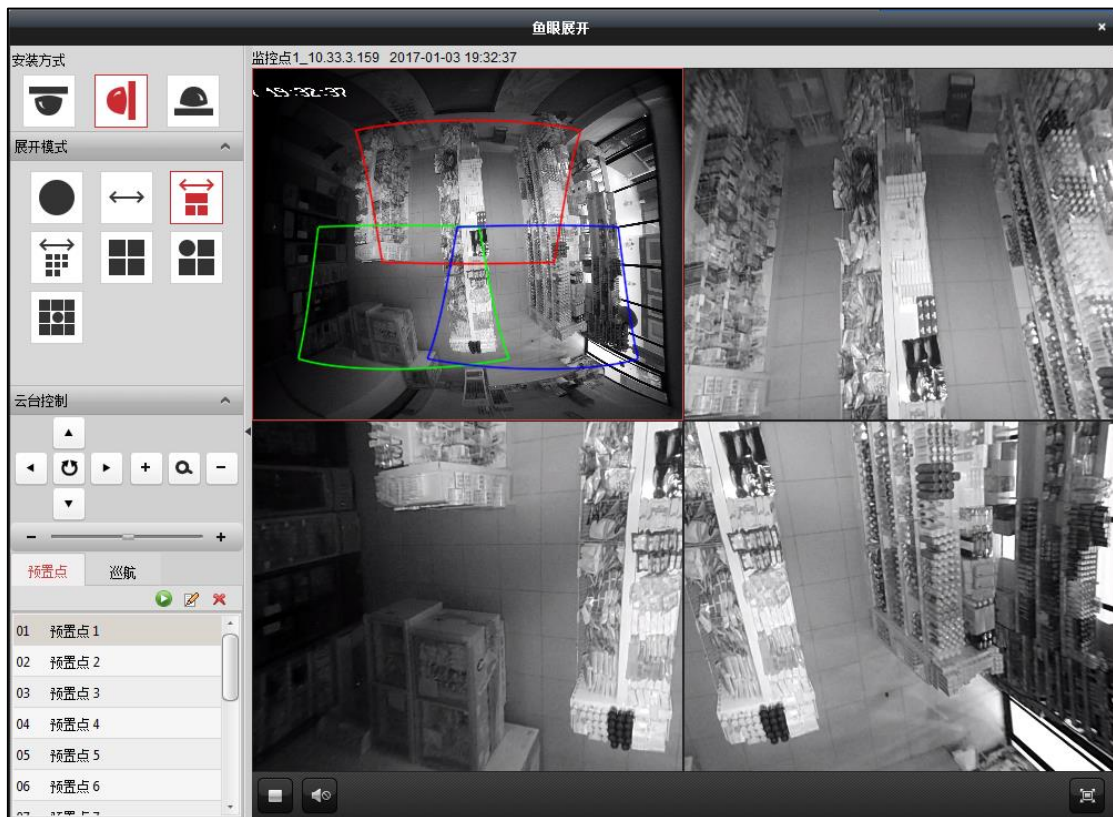 鱼眼展开
安装方式
监控点1_10.33.3.159 2017-01-03 19:32:37
19:32:37
展开模式
云台控制
预置点 巡航
01 预置点 1
02 预置点 2
03 预置点 3
04 预置点 4
05 预置点 5
06 预置点 6